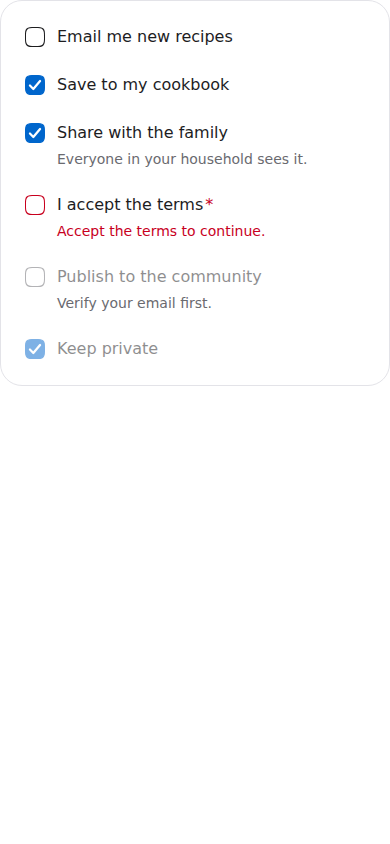 Email me new recipes
Save to my cookbook
Share with the family
Everyone in your household sees it.
I accept the terms*
Accept the terms to continue.
Publish to the community
Verify your email first.
Keep private